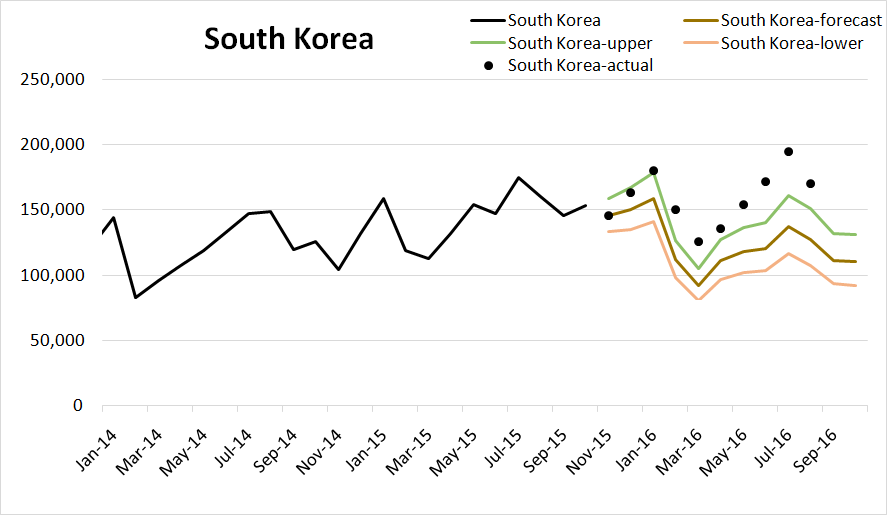 South Korea
South Korea
South Korea-forecast
South Korea-upper
South Korea-lower
South Korea-actual
250,000
200,000
150,000
100,000
50,000
0
Jan-14
Mar-14
May-14
Jul-14
Sep-14
Nov-14
Jan-15
Mar-15
May-15
Jul-15
Sep-15
Nov-15
Jan-16
Mar-16
May-16
Jul-16
Sep-16